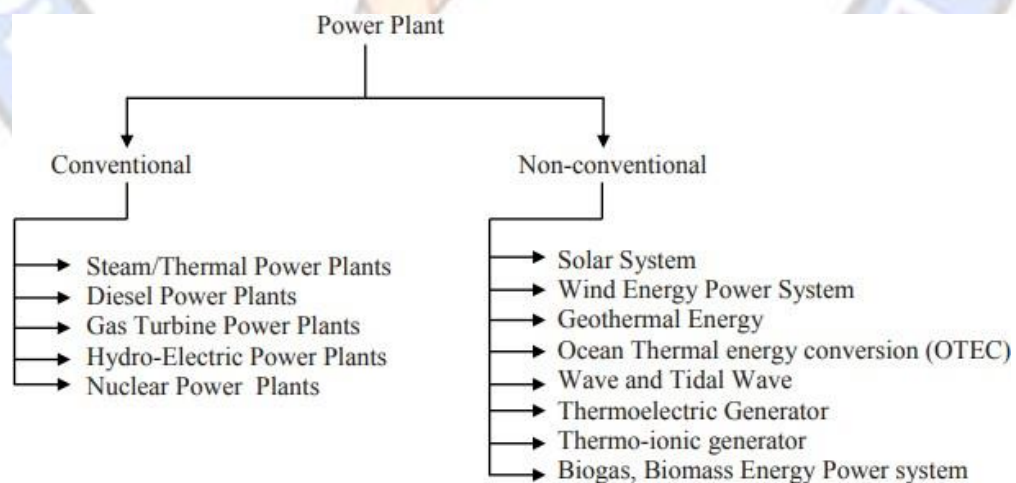 Power Plant
Conventional
Steam/Thermal Power Plants
Diesel Power Plants
Gas Turbine Power Plants
Hydro-Electric Power Plants
Nuclear Power Plants
Non-conventional
Solar System
Wind Energy Power System
Geothermal Energy
Ocean Thermal energy conversion (OTEC)
Wave and Tidal Wave
Thermoelectric Generator
Thermo-ionic generator
Biogas, Biomass Energy Power system